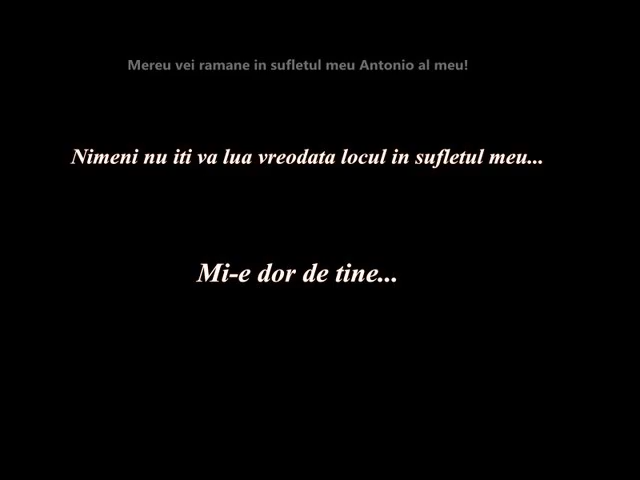 Mereu vei ramane in sufletul meu Antonio al meu!
Nimeni nu iti va lua vreodata locul in sufletul meu...
Mi-e dor de tine...